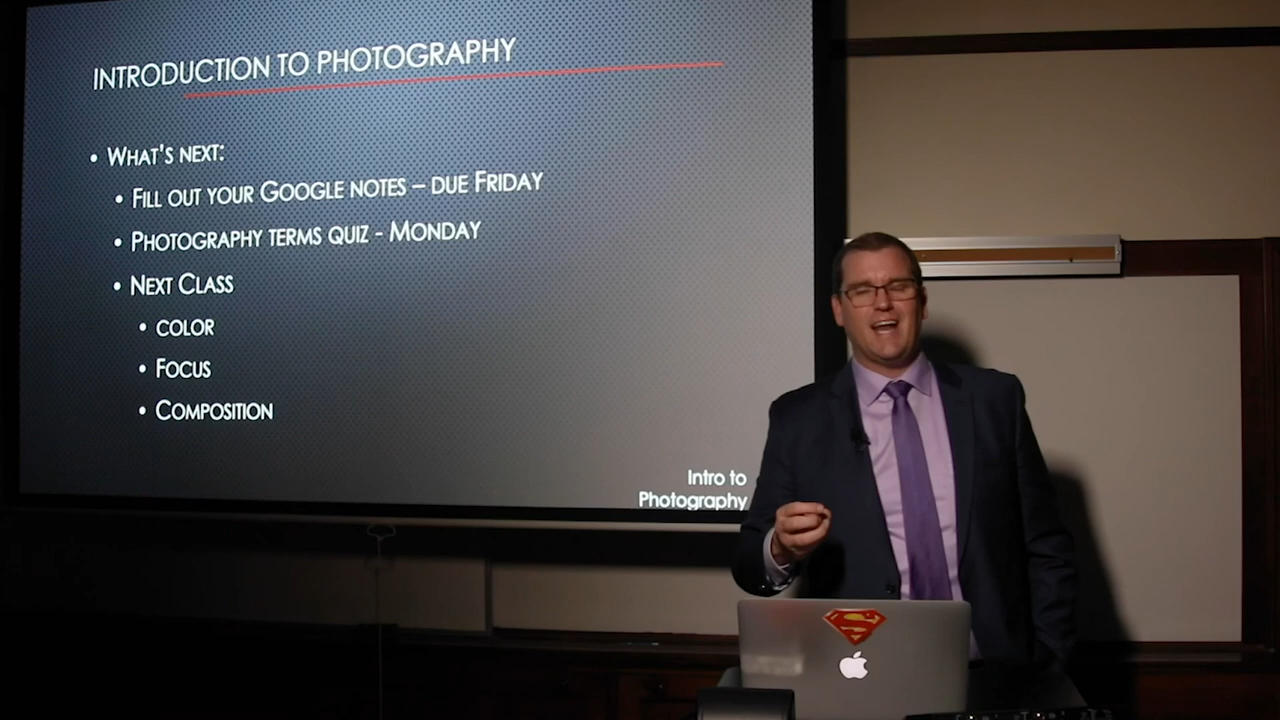 INTRODUCTION TO PHOTOGRAPHY
• WHAT'S NEXT:
• FILL OUT YOUR GOOGLE NOTES – DUE FRIDAY
• PHOTOGRAPHY TERMS QUIZ - MONDAY
• NEXT CLASS
• COLOR
• FOCUS
• COMPOSITION
Intro to
Photography